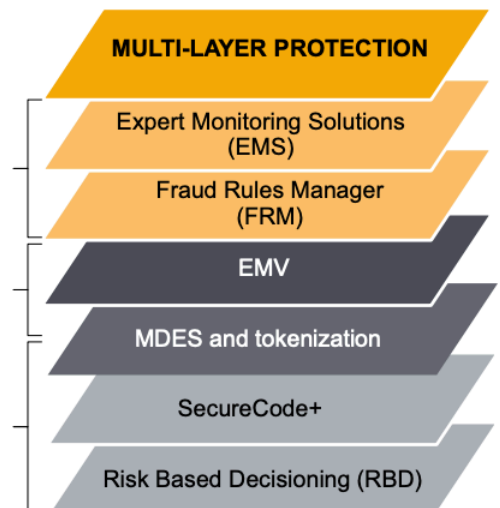 MULTI-LAYER PROTECTION
Expert Monitoring Solutions
(EMS)
Fraud Rules Manager
(FRM)
EMV
MDES and tokenization
SecureCode+
Risk Based Decisioning (RBD)